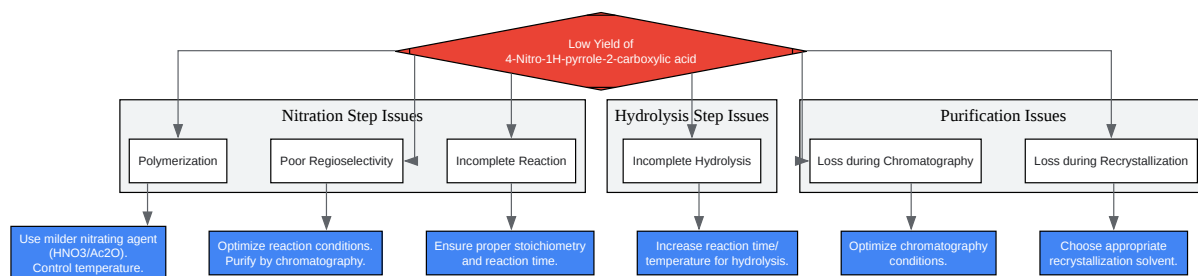 Low Yield of
4-Nitro-1H-pyrrole-2-carboxylic acid
Nitration Step Issues
Hydrolysis Step Issues
Purification Issues
Polymerization
Poor Regioselectivity
Incomplete Reaction
Incomplete Hydrolysis
Loss during Chromatography
Loss during Recrystallization
Use milder nitrating agent
(HNO3/Ac2O).
Control temperature.
Optimize reaction conditions.
Purify by chromatography.
Ensure proper stoichiometry
and reaction time.
Increase reaction time/
temperature for hydrolysis.
Optimize chromatography
conditions.
Choose appropriate
recrystallization solvent.